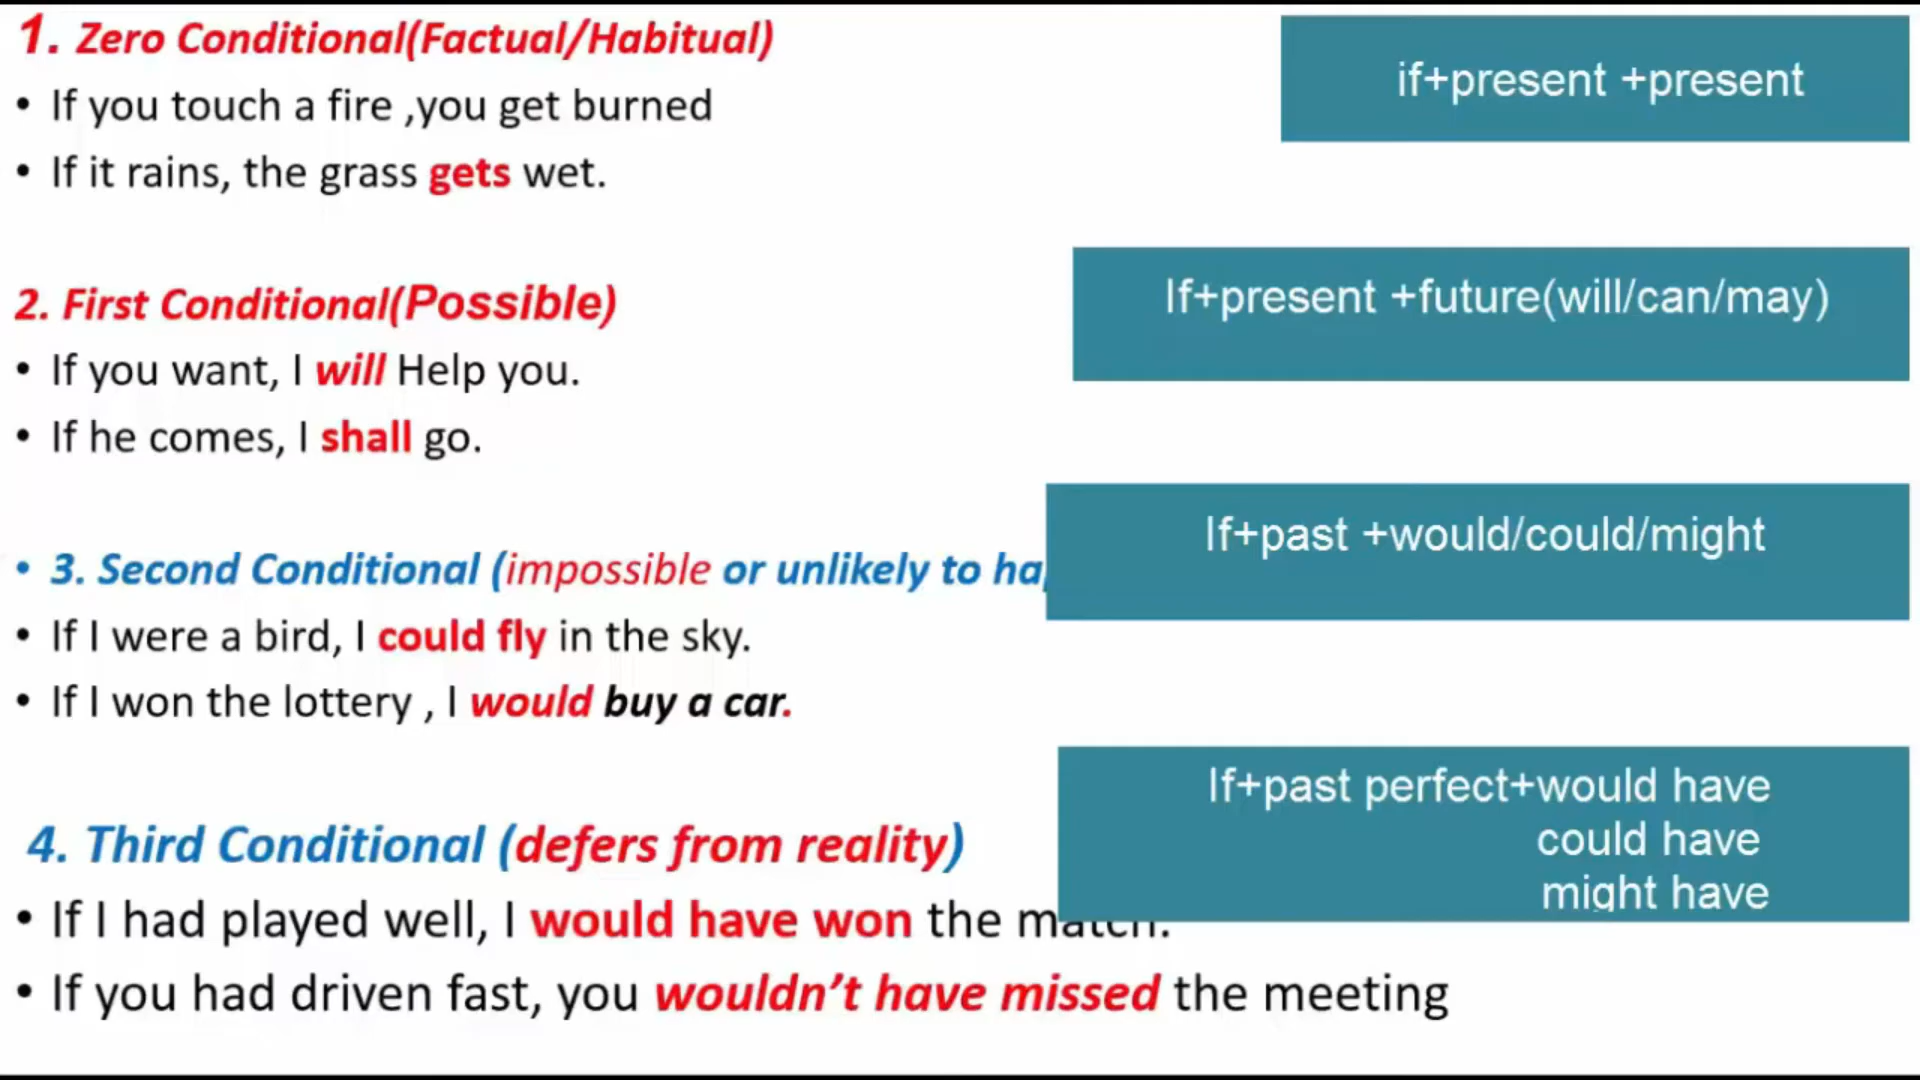 1. Zero Conditional(Factual/Habitual)
if+present +present
• If you touch a fire ,you get burned
• If it rains, the grass gets wet.
2. First Conditional(Possible)
If+present +future(will/can/may)
• If you want, I will Help you.
• If he comes, I shall go.
• 3. Second Conditional (impossible or unlikely to
If+past +would/could/might
• If I were a bird, I could fly in the sky.
• If I won the lottery , I would buy a car.
4. Third Conditional (defers from reality)
If+past perfect+would have
could have
might have
• If I had played well, I would have won the match.
• If you had driven fast, you wouldn’t have missed the meeting